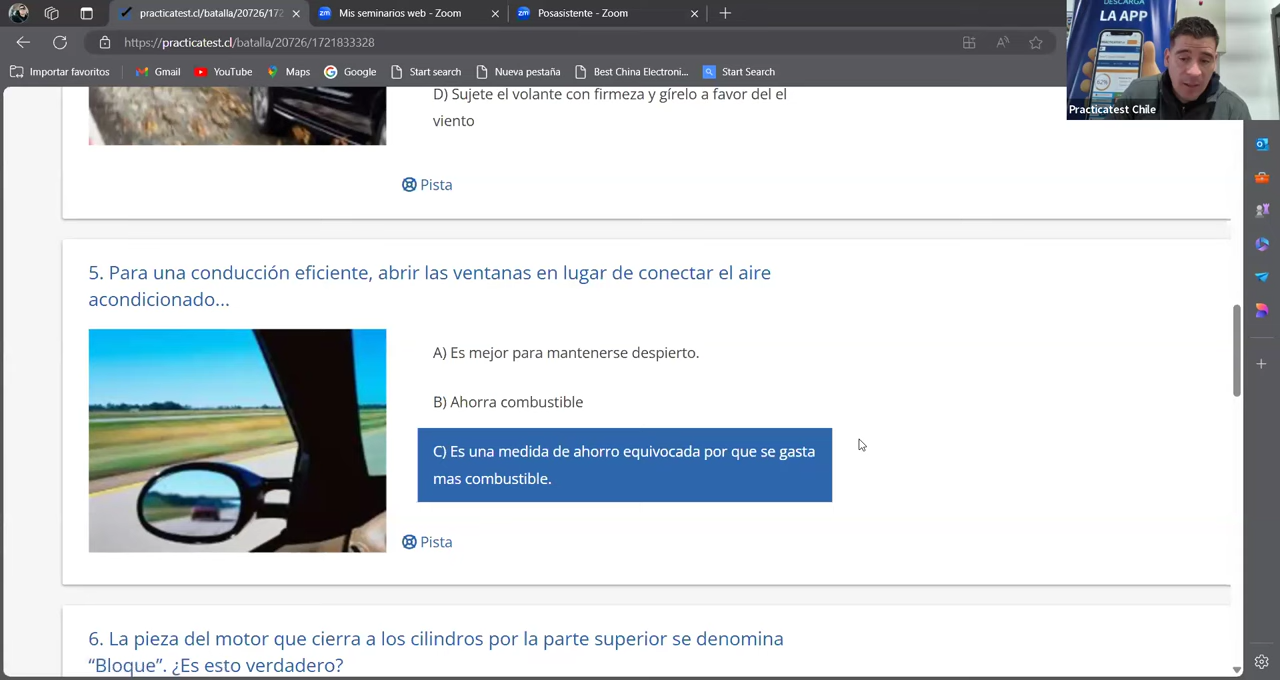 practicatest.cl/batalla/20726/172
Mis seminarios web - Zoom
Posasistente - Zoom
https://practicatest.cl/batalla/20726/1721833328
Importar favoritos
Gmail
YouTube
Maps
Google
Start search
Nueva pestaña
Best China Electroni...
Start Search
DESCARGA
LA APP
Practicatest Chile
D) Sujete el volante con firmeza y gírelo a favor del el
viento
Pista
5. Para una conducción eficiente, abrir las ventanas en lugar de conectar el aire
acondicionado...
A) Es mejor para mantenerse despierto.
B) Ahorra combustible
C) Es una medida de ahorro equivocada por que se gasta
mas combustible.
Pista
6. La pieza del motor que cierra a los cilindros por la parte superior se denomina
“Bloque”. ¿Es esto verdadero?